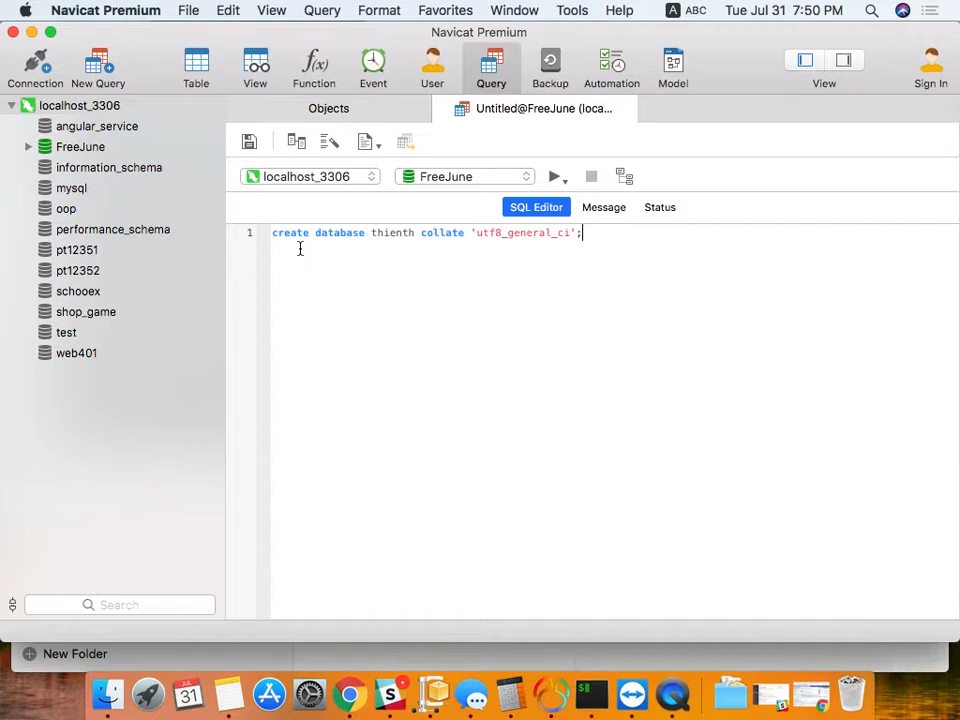 Navicat Premium File Edit View Query Format Favorites Window Tools Help A ABC Tue Jul 31 7:50 PM
Navicat Premium
Connection New Query Table View Function Event User Query Backup Automation Model View Sign In
localhost_3306 Objects Untitled@FreeJune (loca...
angular_service
FreeJune
information_schema
mysql
oop
performance_schema
pt12351
pt12352
schooex
shop_game
test
web401
localhost_3306 FreeJune
SQL Editor Message Status
1 create database thienth collate 'utf8_general_ci';
Search
New Folder